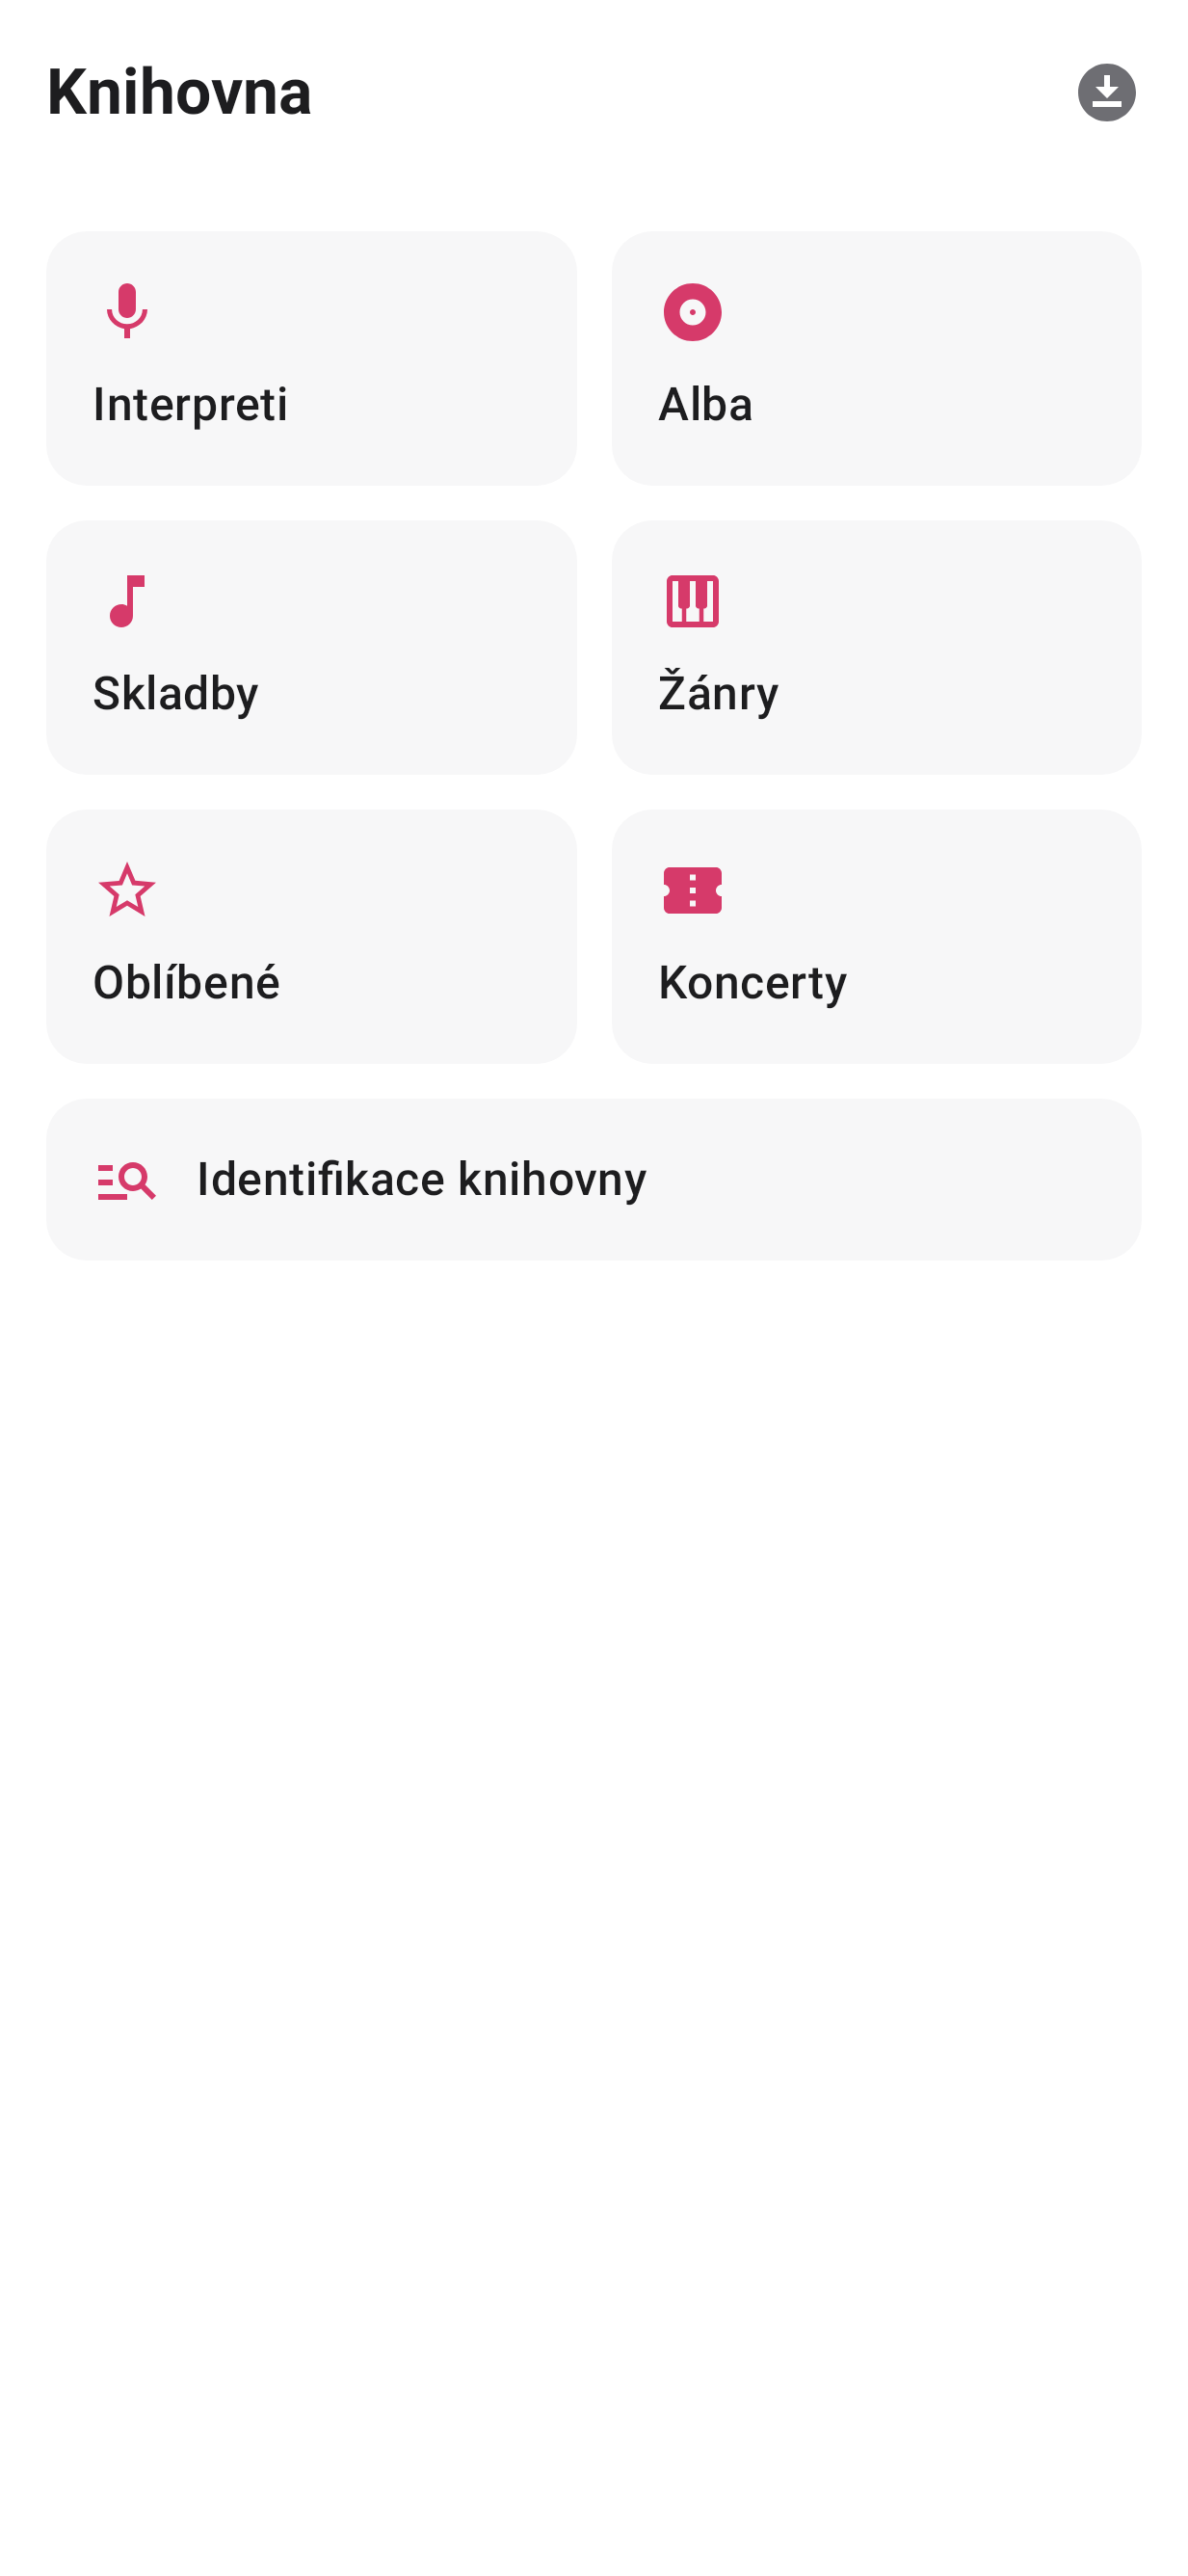 Knihovna
Interpreti
Alba
Skladby
Žánry
Oblíbené
Koncerty
Identifikace knihovny